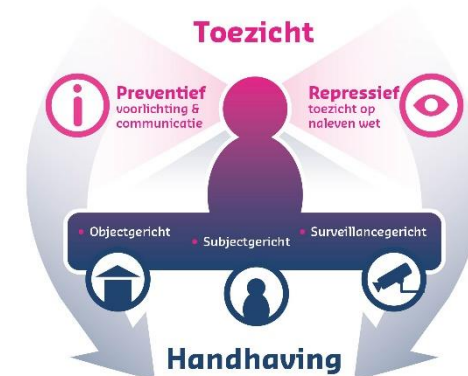 Toezicht
Preventief
voorlichting &
communicatie
Repressief
toezicht op
naleven wet
• Objectgericht
• Subjectgericht
• Surveillancegericht
Handhaving